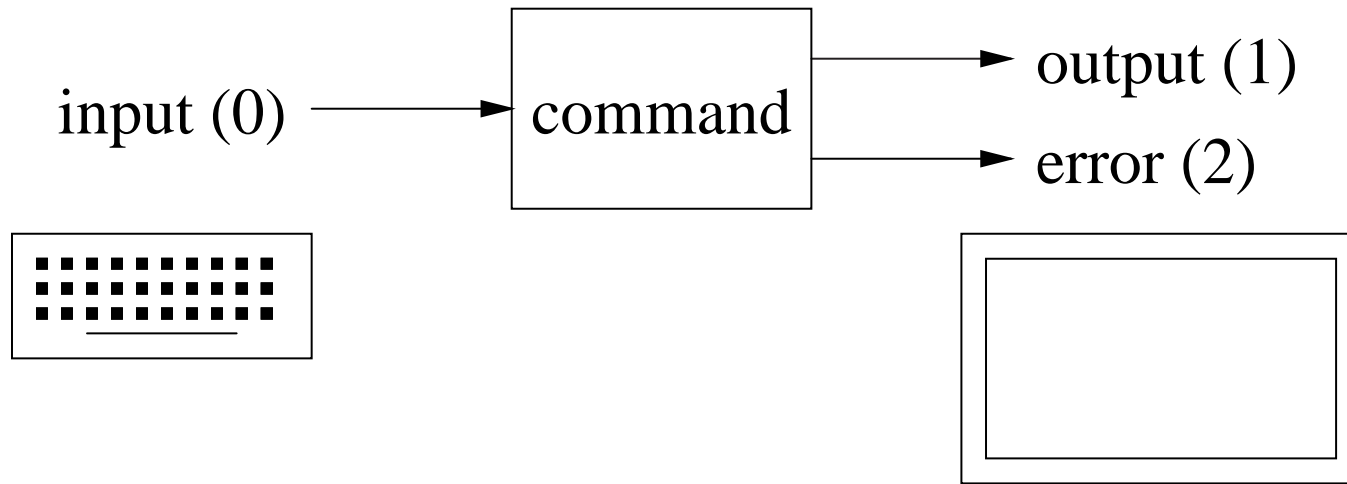 input (0)
command
output (1)
error (2)